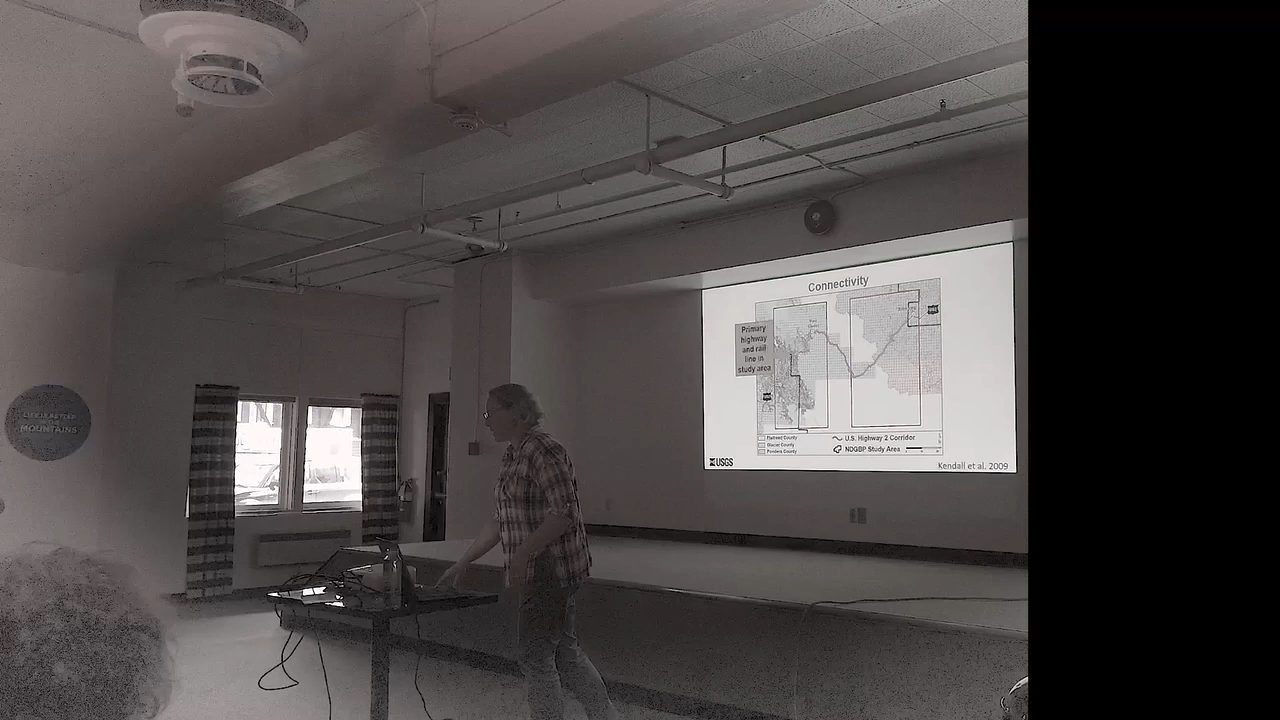 Connectivity
Primary
highway
and rail
line in
study area
Flathead County
Glacier County
Pondera County
U.S. Highway 2 Corridor
NDGBP Study Area
USGS
Kendall et al. 2009
MOUNTAINS